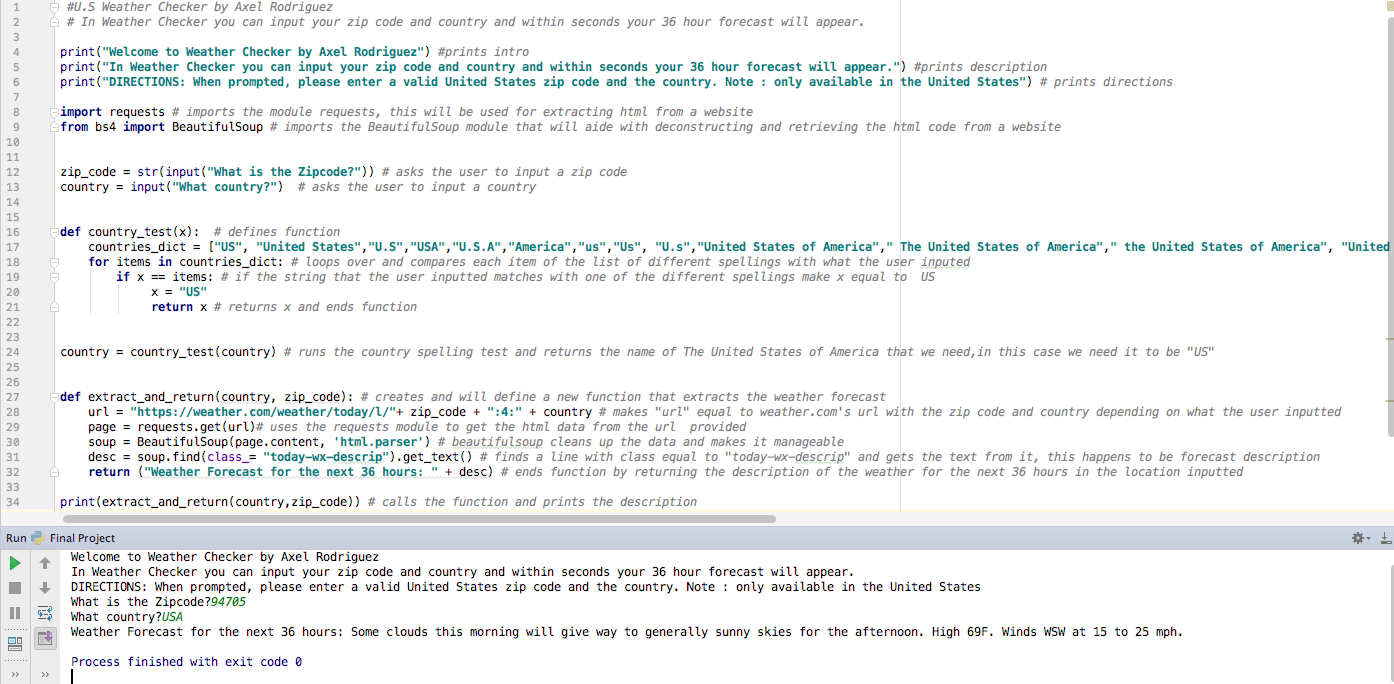 1 #U.S Weather Checker by Axel Rodriguez
2 # In Weather Checker you can input your zip code and country and within seconds your 36 hour forecast will appear.
3
4 print("Welcome to Weather Checker by Axel Rodriguez") #prints intro
5 print("In Weather Checker you can input your zip code and country and within seconds your 36 hour forecast will appear.") #prints description
6 print("DIRECTIONS: When prompted, please enter a valid United States zip code and the country. Note : only available in the United States") # prints directions
7
8 import requests # imports the module requests, this will be used for extracting html from a website
9 from bs4 import BeautifulSoup # imports the BeautifulSoup module that will aide with deconstructing and retrieving the html code from a website
10
11
12 zip_code = str(input("What is the Zipcode?")) # asks the user to input a zip code
13 country = input("What country?")  # asks the user to input a country
14
15
16 def country_test(x):  # defines function
17     countries_dict = ["US", "United States","U.S","USA","U.S.A","America","us","Us", "U.s","United States of America"," The United States of America"," the United States of America", "United
18     for items in countries_dict: # loops over and compares each item of the list of different spellings with what the user inputed
19         if x == items: # if the string that the user inputted matches with one of the different spellings make x equal to  US
20             x = "US"
21             return x # returns x and ends function
22
23
24 country = country_test(country) # runs the country spelling test and returns the name of The United States of America that we need,in this case we need it to be "US"
25
26
27 def extract_and_return(country, zip_code): # creates and will define a new function that extracts the weather forecast
28     url = "https://weather.com/weather/today/l/"+ zip_code + ":4:" + country # makes "url" equal to weather.com's url with the zip code and country depending on what the user inputted
29     page = requests.get(url)# uses the requests module to get the html data from the url  provided
30     soup = BeautifulSoup(page.content, 'html.parser') # beautifulsoup cleans up the data and makes it manageable
31     desc = soup.find(class_= "today-wx-descrip").get_text() # finds a line with class equal to "today-wx-descrip" and gets the text from it, this happens to be forecast description
32     return ("Weather Forecast for the next 36 hours: " + desc) # ends function by returning the description of the weather for the next 36 hours in the location inputted
33
34 print(extract_and_return(country,zip_code)) # calls the function and prints the description
Run Final Project
Welcome to Weather Checker by Axel Rodriguez
In Weather Checker you can input your zip code and country and within seconds your 36 hour forecast will appear.
DIRECTIONS: When prompted, please enter a valid United States zip code and the country. Note : only available in the United States
What is the Zipcode?94705
What country?USA
Weather Forecast for the next 36 hours: Some clouds this morning will give way to generally sunny skies for the afternoon. High 69F. Winds WSW at 15 to 25 mph.
Process finished with exit code 0